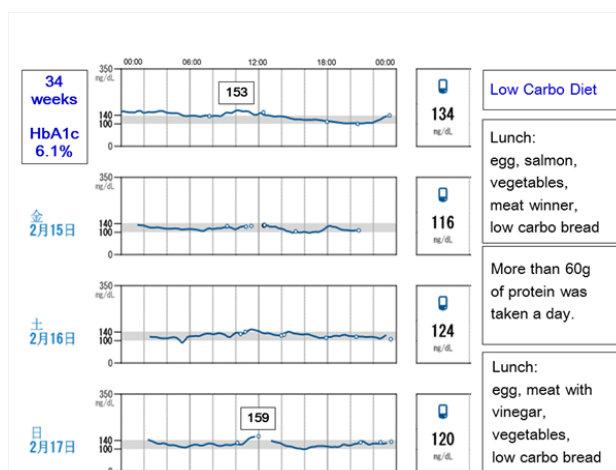 00:00 06:00 12:00 18:00 00:00
34
weeks
HbA1c
6.1%
350
mg/dL
140
100
0
153
134
mg/dL
Low Carbo Diet
Lunch:
egg, salmon,
vegetables,
meat winner,
low carbo bread
金
2月15日
350
mg/dL
140
100
0
116
mg/dL
More than 60g
of protein was
taken a day.
土
2月16日
350
mg/dL
140
100
0
124
mg/dL
日
2月17日
350
mg/dL
140
100
0
159
120
mg/dL
Lunch:
egg, meat with
vinegar,
vegetables,
low carbo bread